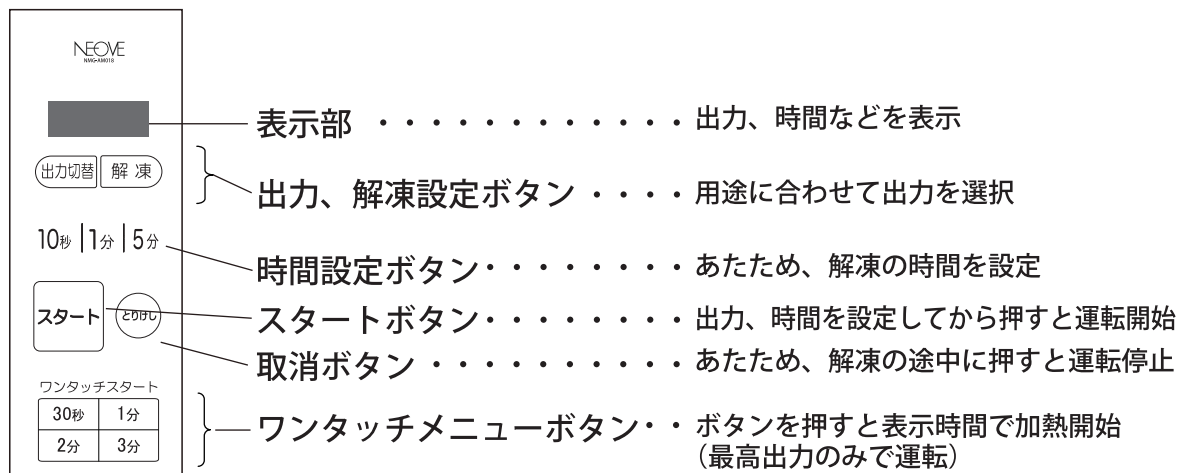 NEOVE
NMG-AM018
表示部 ・・・・・・・・・・・・ 出力、時間などを表示
出力切替 解凍
出力、解凍設定ボタン ・・・・ 用途に合わせて出力を選択
10秒 1分 5分
時間設定ボタン・・・・・・・・ あたため、解凍の時間を設定
スタート とりけし
スタートボタン・・・・・・・・ 出力、時間を設定してから押すと運転開始
取消ボタン ・・・・・・・・・ あたため、解凍の途中に押すと運転停止
ワンタッチスタート
30秒 1分
2分 3分
ワンタッチメニューボタン・・ ボタンを押すと表示時間で加熱開始
（最高出力のみで運転）